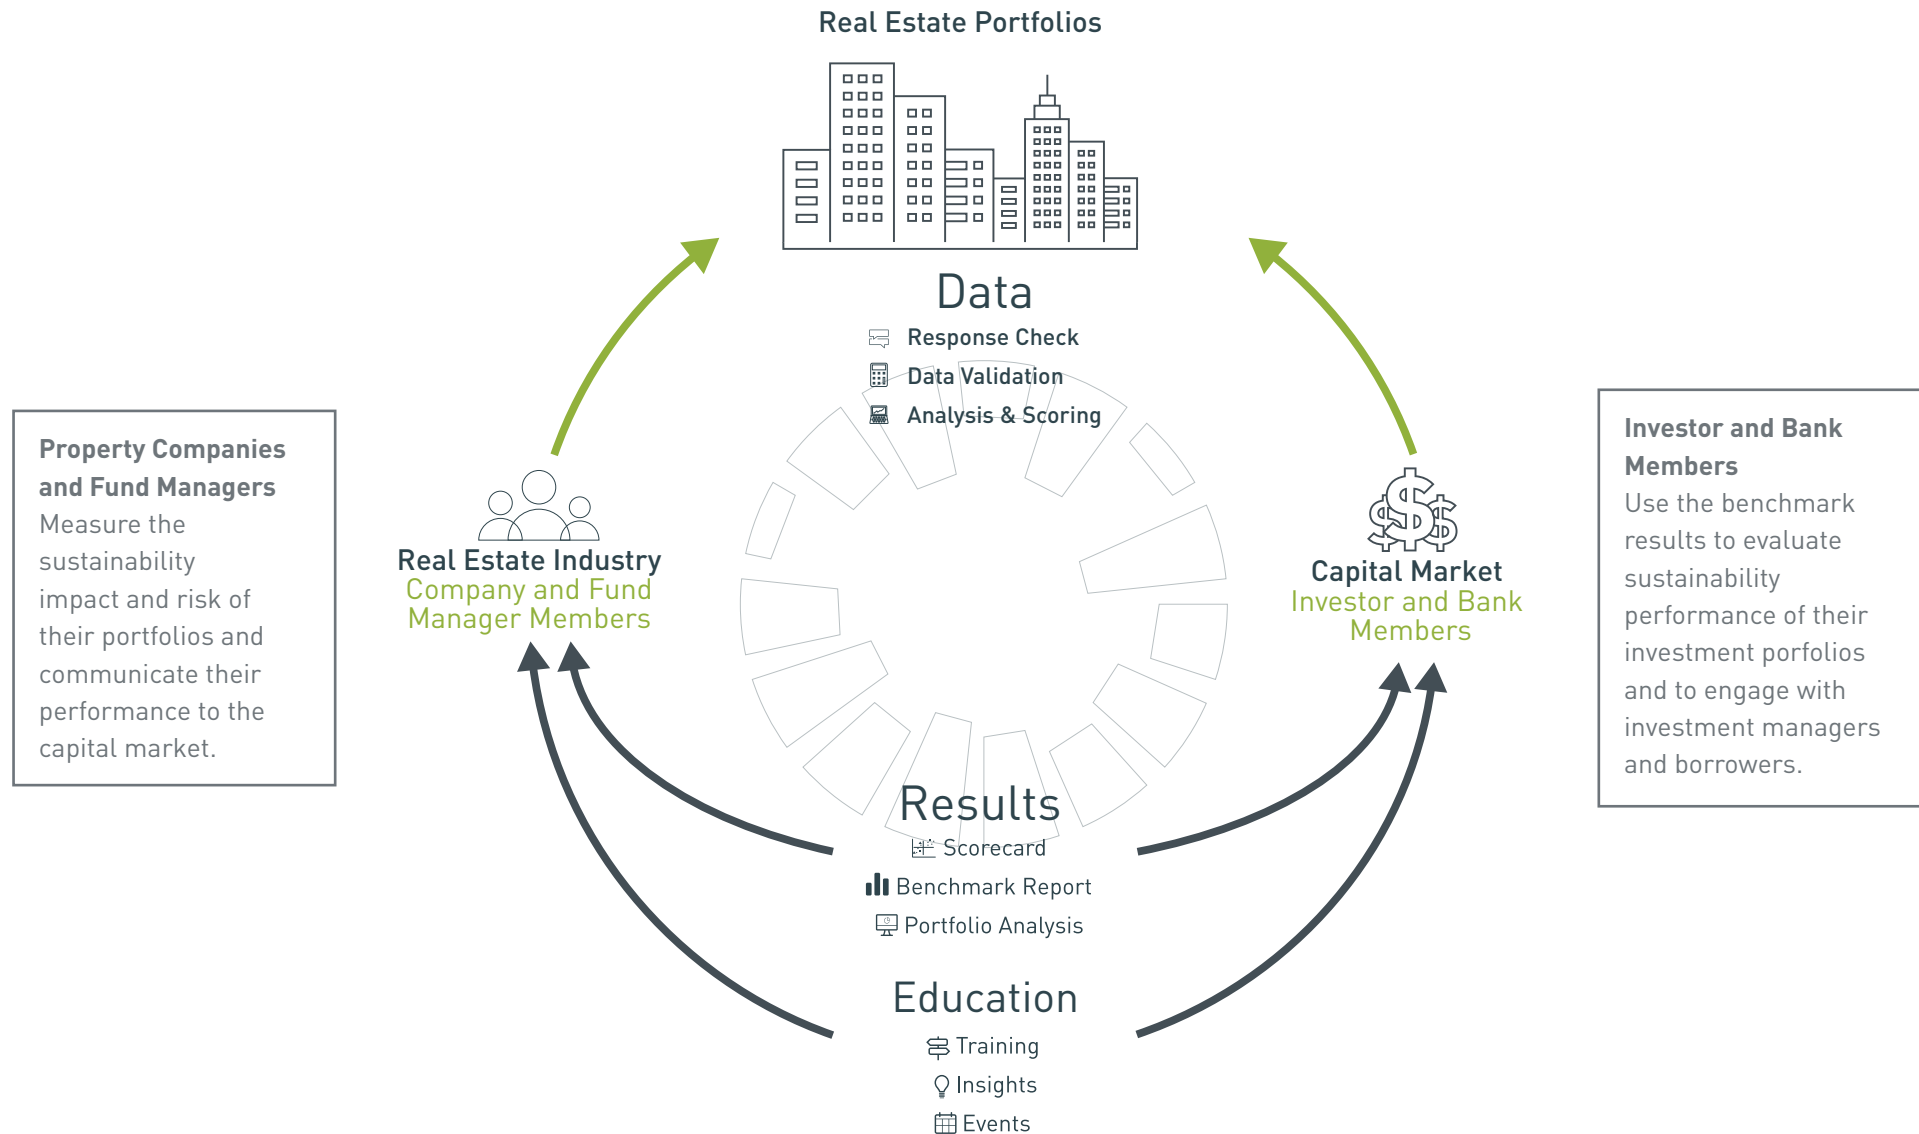 Real Estate Portfolios
Data
Response Check
Data Validation
Analysis & Scoring
Property Companies
and Fund Managers
Measure the
sustainability
impact and risk of
their portfolios and
communicate their
performance to the
capital market.
Real Estate Industry
Company and Fund
Manager Members
Capital Market
Investor and Bank
Members
Investor and Bank
Members
Use the benchmark
results to evaluate
sustainability
performance of their
investment porfolios
and to engage with
investment managers
and borrowers.
Results
Scorecard
Benchmark Report
Portfolio Analysis
Education
Training
Insights
Events